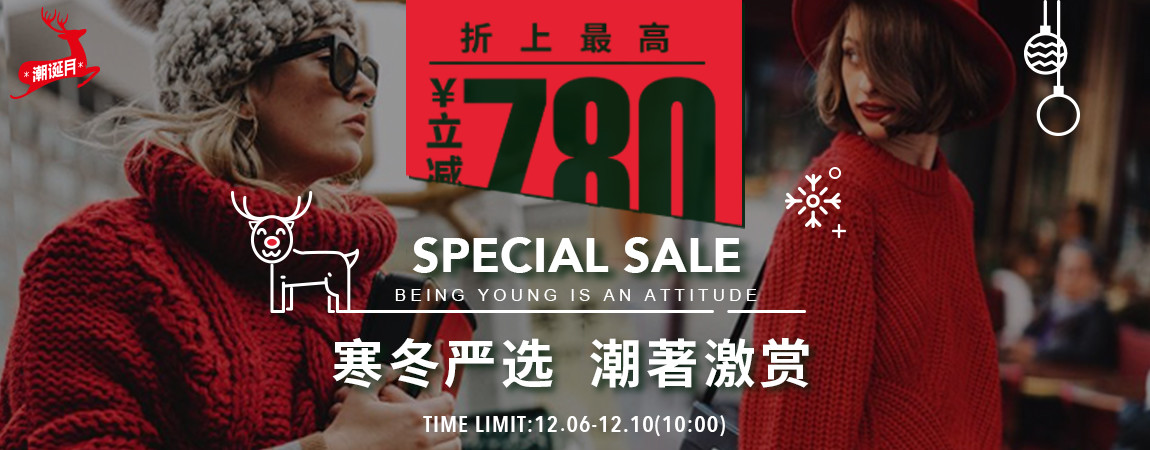 *潮诞月*
折上最高
¥立减
780
SPECIAL SALE
BEING YOUNG IS AN ATTITUDE
寒冬严选 潮著激赏
TIME LIMIT:12.06-12.10(10:00)